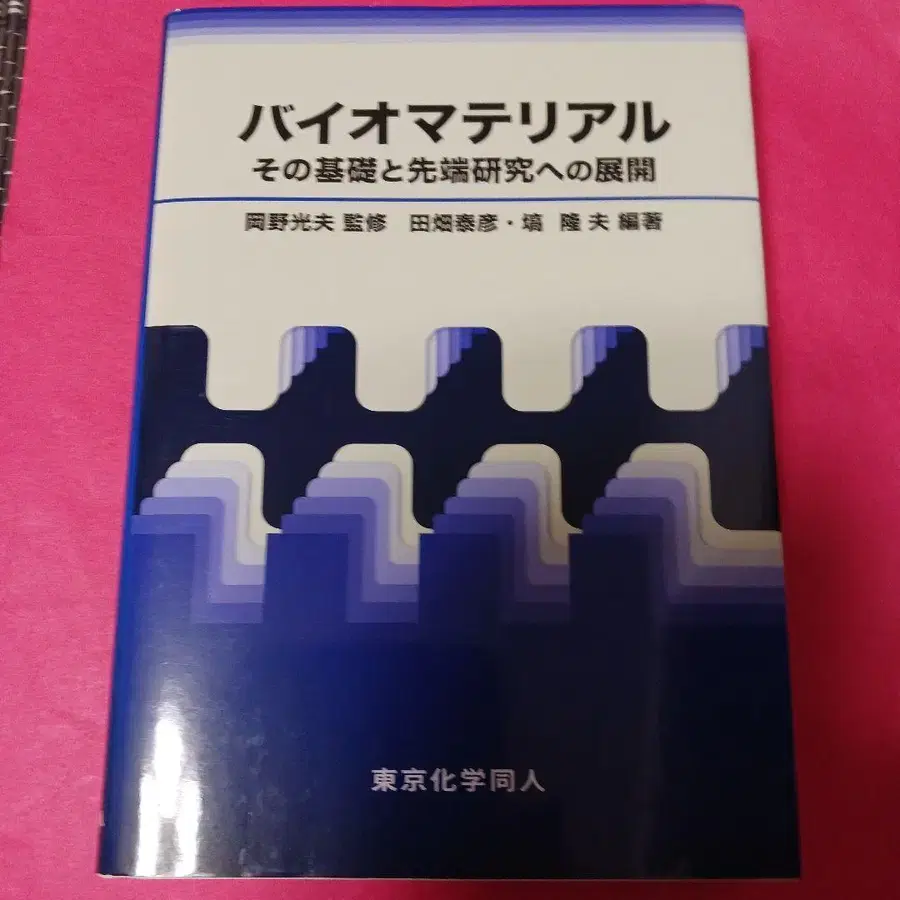 バイオマテリアル
その基礎と先端研究への展開
岡野光夫 監修 田畑泰彦・塙 隆夫 編著
東京化学同人